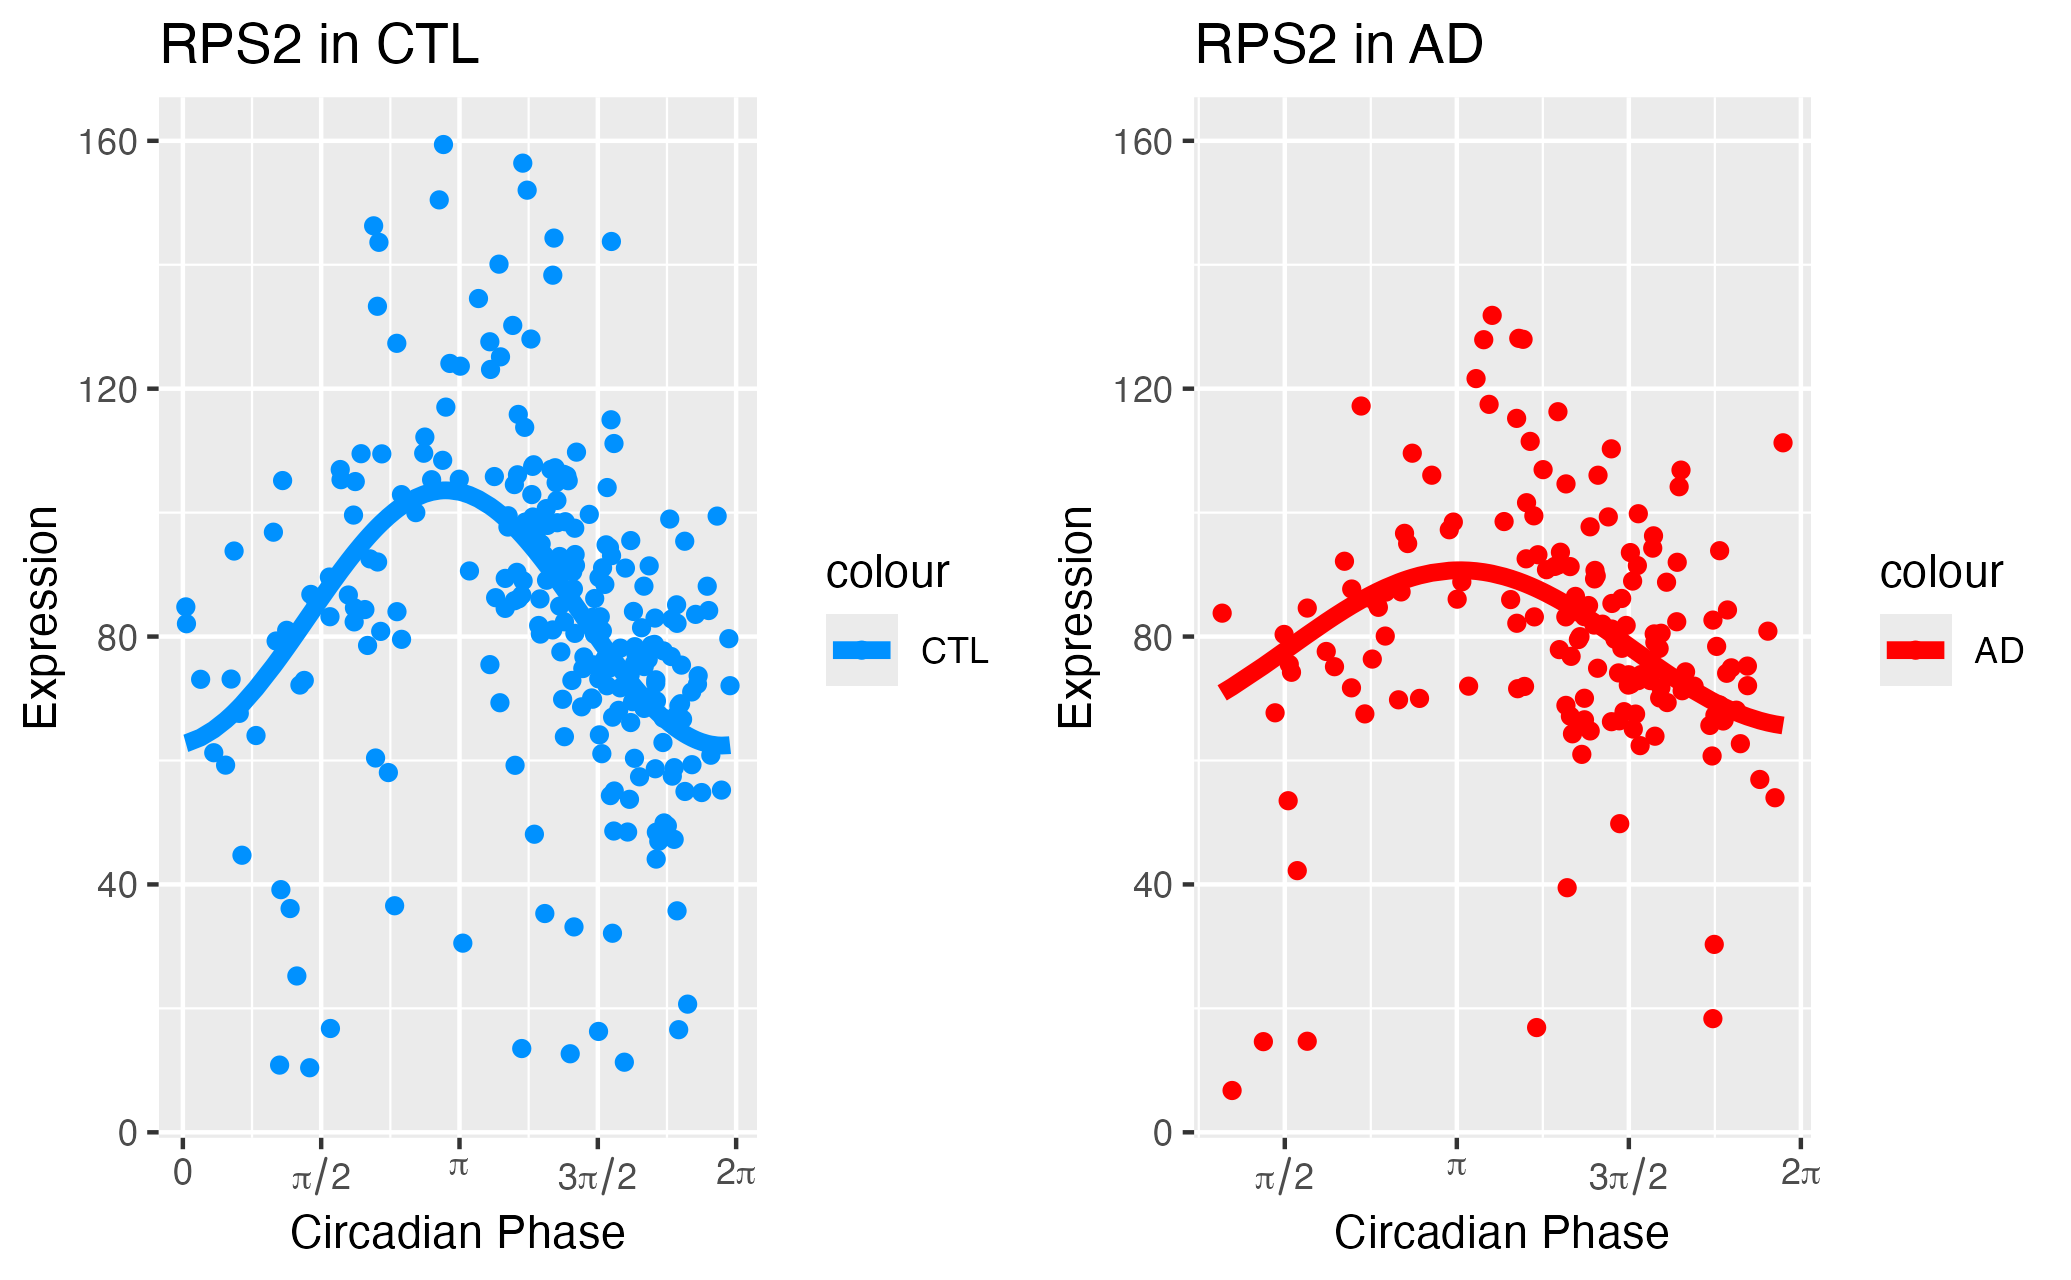 RPS2 in CTL
160
120
80
40
0
Expression
0 π/2 π 3π/2 2π
Circadian Phase
colour
CTL
RPS2 in AD
160
120
80
40
0
Expression
π/2 π 3π/2 2π
Circadian Phase
colour
AD